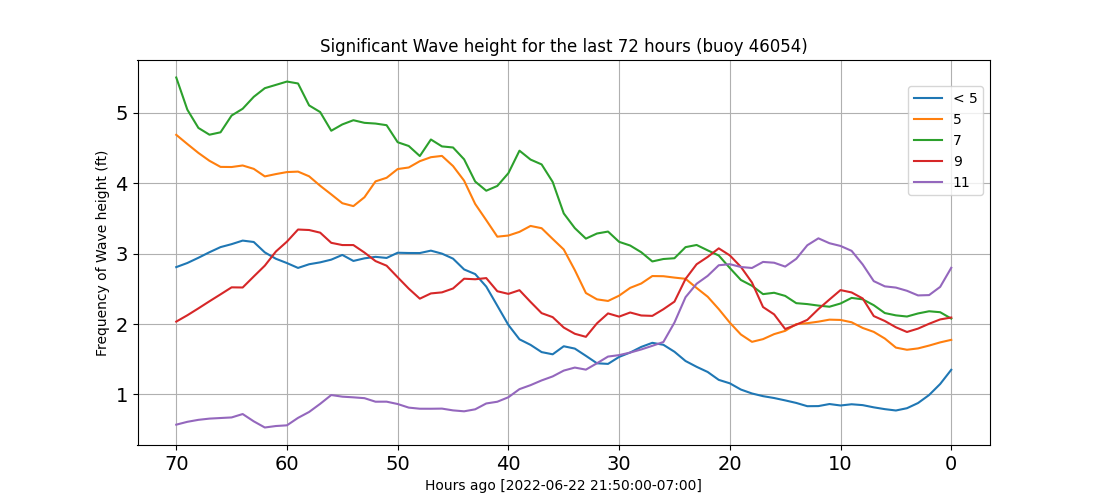 Significant Wave height for the last 72 hours (buoy 46054)
Frequency of Wave height (ft)
5
4
3
2
1
< 5
5
7
9
11
70 60 50 40 30 20 10 0
Hours ago [2022-06-22 21:50:00-07:00]